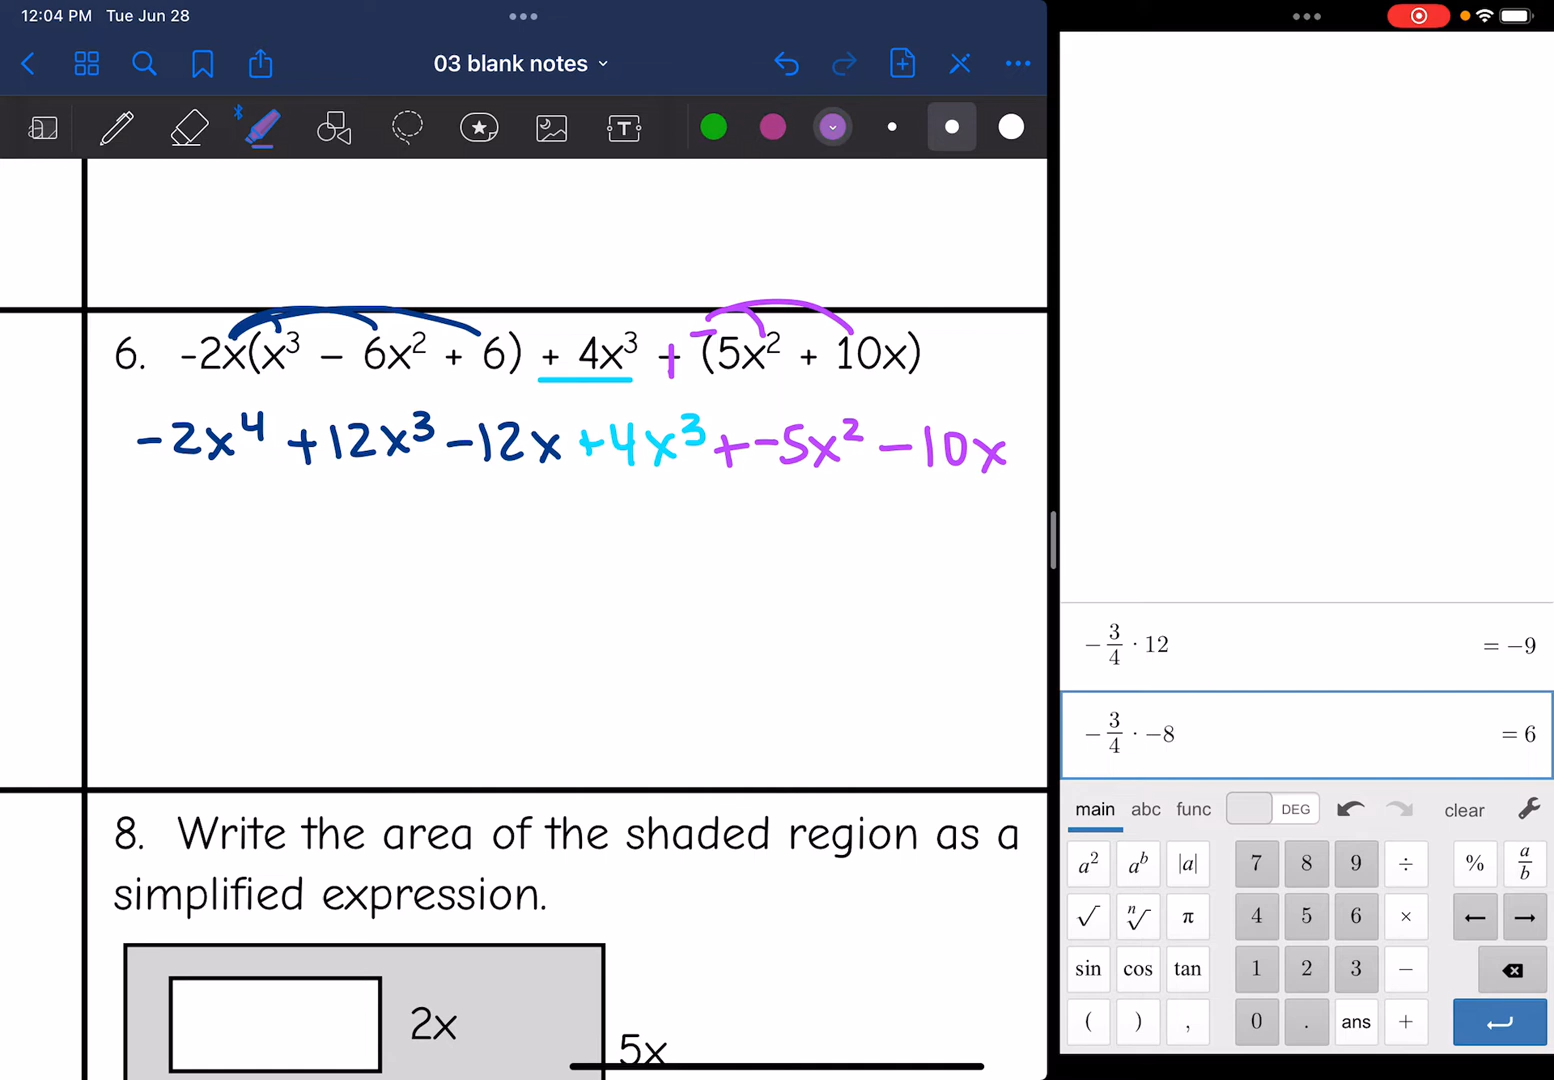 12:04 PM Tue Jun 28
03 blank notes
T
6. -2x(x³ – 6x² + 6) + 4x³ + ⁻(5x² + 10x)
-2x⁴ +12x³ -12x +4x³ +-5x² -10x
8. Write the area of the shaded region as a
simplified expression.
2x
5x
-3/4 · 12 = -9
-3/4 · -8 = 6
main abc func DEG clear
a² aᵇ |a| 7 8 9 ÷ % a/b
√ ⁿ√ π 4 5 6 × ← →
sin cos tan 1 2 3 −
( ) , 0 . ans +